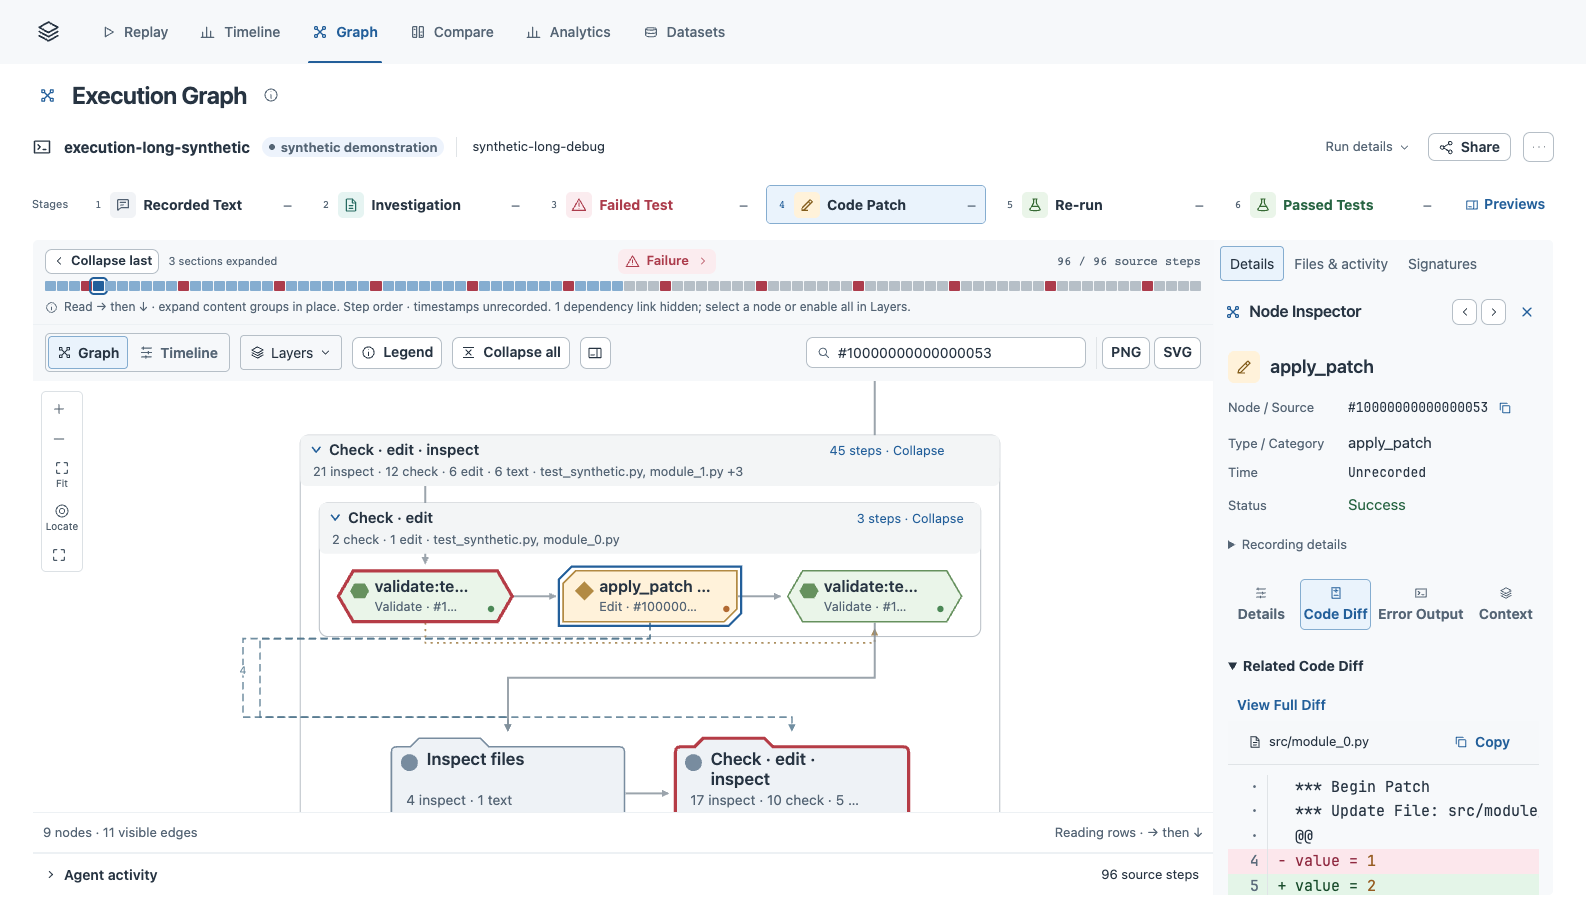 Replay
Timeline
Graph
Compare
Analytics
Datasets
Execution Graph
execution-long-synthetic
synthetic demonstration
synthetic-long-debug
Run details
Share
Stages
1 Recorded Text –
2 Investigation –
3 Failed Test –
4 Code Patch –
5 Re-run –
6 Passed Tests –
Previews
Collapse last
3 sections expanded
Failure
96 / 96 source steps
Read → then ↓ · expand content groups in place. Step order · timestamps unrecorded. 1 dependency link hidden; select a node or enable all in Layers.
Graph
Timeline
Layers
Legend
Collapse all
#10000000000000053
PNG
SVG
Fit
Locate
Check · edit · inspect
45 steps · Collapse
21 inspect · 12 check · 6 edit · 6 text · test_synthetic.py, module_1.py +3
Check · edit
3 steps · Collapse
2 check · 1 edit · test_synthetic.py, module_0.py
validate:te...
Validate · #1...
apply_patch ...
Edit · #100000...
validate:te...
Validate · #1...
4
Inspect files
4 inspect · 1 text
Check · edit ·
inspect
17 inspect · 10 check · 5 ...
9 nodes · 11 visible edges
Reading rows · → then ↓
Agent activity
96 source steps
Details
Files & activity
Signatures
Node Inspector
apply_patch
Node / Source #10000000000000053
Type / Category apply_patch
Time Unrecorded
Status Success
Recording details
Details
Code Diff
Error Output
Context
Related Code Diff
View Full Diff
src/module_0.py
Copy
· *** Begin Patch
· *** Update File: src/module
· @@
4 - value = 1
5 + value = 2